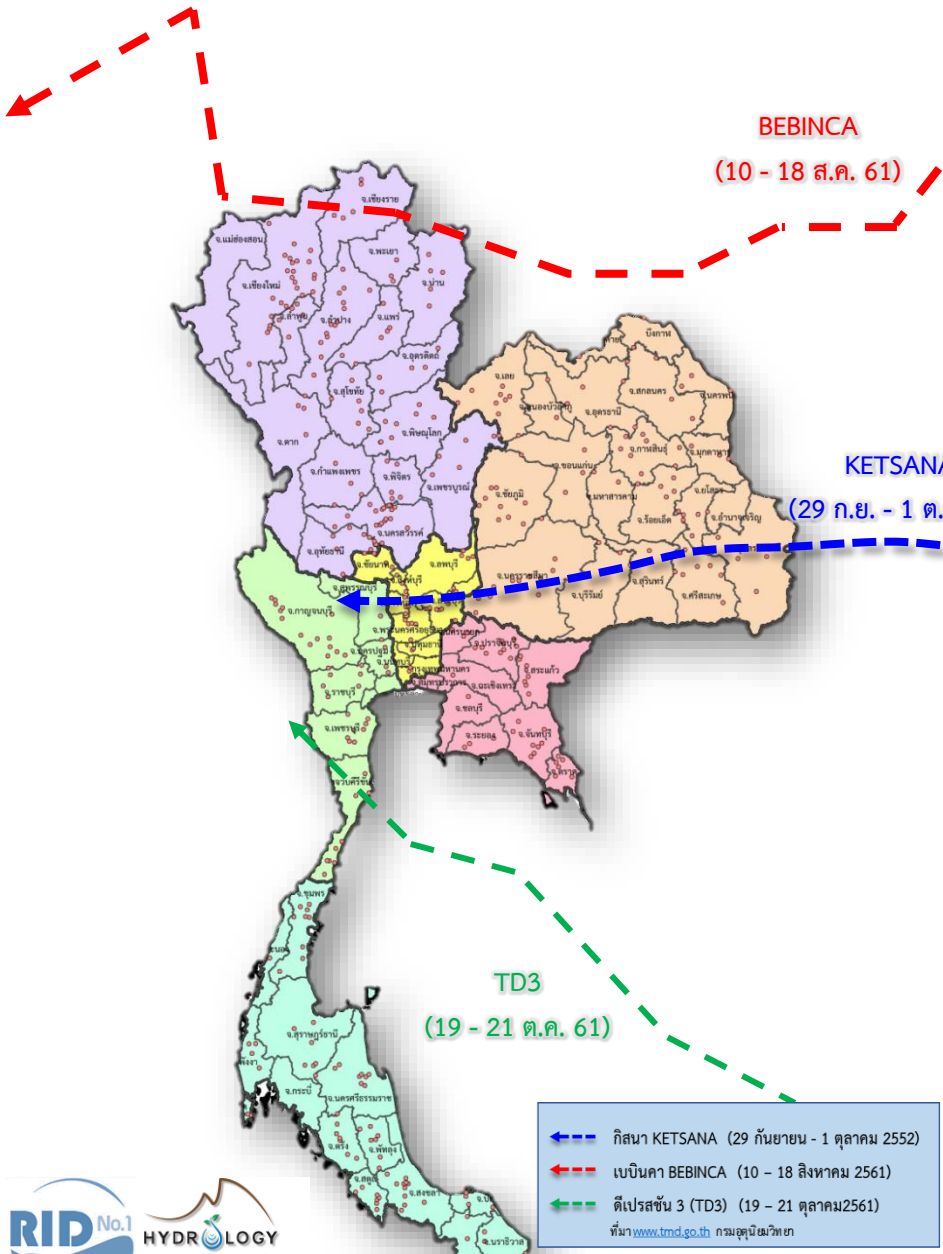 BEBINCA
(10 - 18 ส.ค. 61)
จ.เชียงราย
จ.แม่ฮ่องสอน
จ.พะเยา
จ.เชียงใหม่
จ.น่าน
จ.ลำพูน
จ.ลำปาง
จ.แพร่
จ.อุตรดิตถ์
บึงกาฬ
จ.เลย
จ.สกลนคร
จ.นครพน
จ.สุโขทัย
จ.อุดรธานี
จ.ตาก
จ.พิษณุโลก
จ.กาฬสินธุ์
จ.มุกดาหาร
KETSANA
จ.กำแพงเพชร
จ.พิจิตร
จ.เพชรบูรณ์
จ.ขอนแก่น
จ.ชัยภูมิ
จ.มหาสารคาม
จ.ยโสธร
(29 ก.ย. - 1 ต.
จ.ร้อยเอ็ด
จ.อำนาจเจริญ
จ.นครสวรรค์
จ.อุทัยธานี
จ.ชัยนาท
จ.ลพบุรี
จ.นครราชสีมา
จ.บุรีรัมย์
จ.สุรินทร์
จ.ศรีสะเกษ
จ.สุพรรณบุรี
จ.กาญจนบุรี
จ.พระนครศรีอยุธ
จ.ปราจีนบุรี
จ.สระแก้ว
จ.ราชบุรี
จ.ฉะเชิงเทรา
จ.ชลบุรี
จ.เพชรบุรี
จ.ระยอง
จ.จันทบุรี
จ.ตราด
จวบคีรีขัน
จ.ชุมพร
TD3
(19 - 21 ต.ค. 61)
จ.สุราษฎร์ธานี
พังงา
จ.กระบี่
จ.นครศรีธรรมราช
จ.ตรัง
จ.พัทลุง
จ.สตูล
จ.สงขลา
จ.นราธิวาส
กิสนา KETSANA (29 กันยายน - 1 ตุลาคม 2552)
เบบินคา BEBINCA (10 – 18 สิงหาคม 2561)
ดีเปรสชัน 3 (TD3) (19 – 21 ตุลาคม2561)
ที่มา www.tmd.go.th กรมอุตุนิยมวิทยา
RID No.1
HYDROLOGY